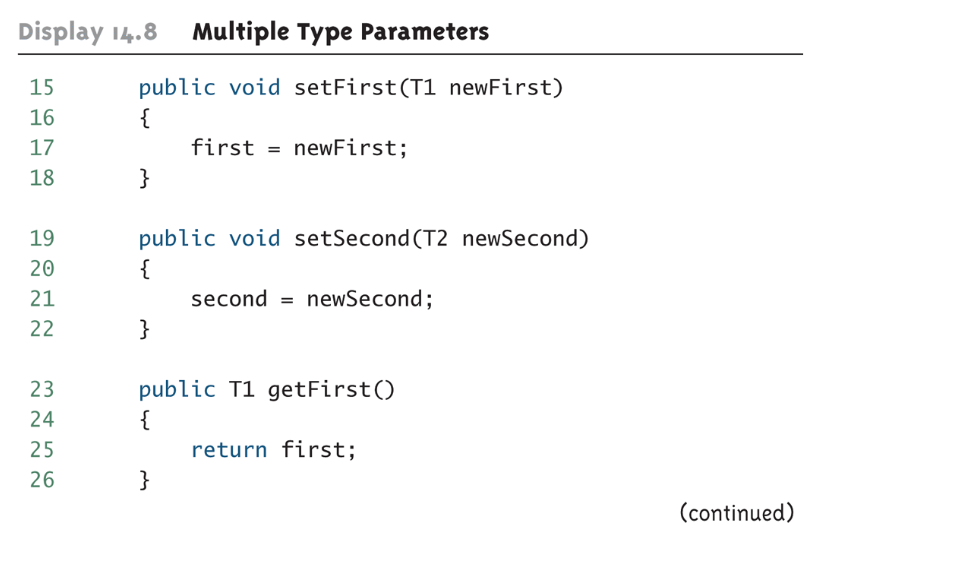 Display 14.8 Multiple Type Parameters
15 public void setFirst(T1 newFirst)
16 {
17 first = newFirst;
18 }
19 public void setSecond(T2 newSecond)
20 {
21 second = newSecond;
22 }
23 public T1 getFirst()
24 {
25 return first;
26 }
(continued)